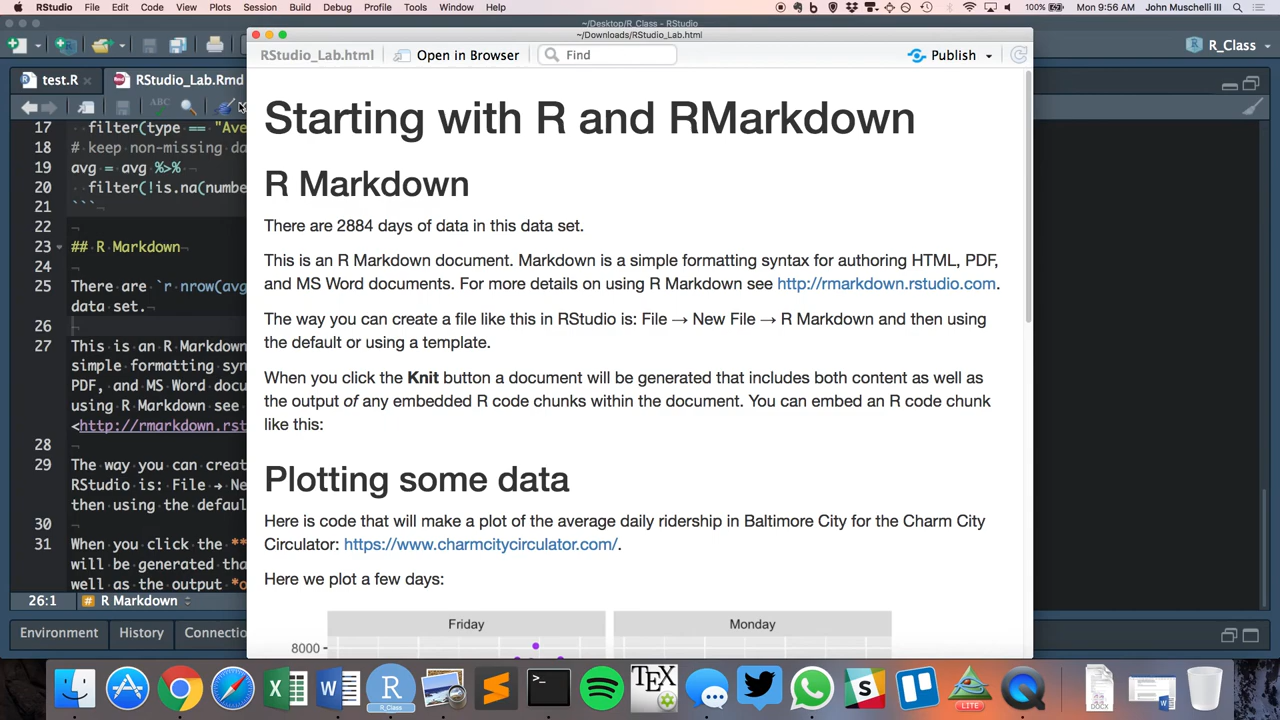 RStudio File Edit Code View Plots Session Build Debug Profile Tools Window Help 100% Mon 9:56 AM John Muschelli III
~/Desktop/R_Class - RStudio
~/Downloads/RStudio_Lab.html
RStudio_Lab.html Open in Browser Find Publish
R_Class
test.R RStudio_Lab.Rmd
ABC
17 filter(type == "Ave
18 # keep non-missing da
19 avg = avg %>%
20 filter(!is.na(numbe
21 ```
22
23 ## R Markdown
24
25 There are `r nrow(avg
data set.
26
27 This is an R Markdown
simple formatting syn
PDF, and MS Word docu
using R Markdown see
<http://rmarkdown.rst
28
29 The way you can creat
RStudio is: File → Ne
then using the defaul
30
31 When you click the **
will be generated tha
well as the output *o
26:1 # R Markdown
Environment History Connectio
Starting with R and RMarkdown
R Markdown
There are 2884 days of data in this data set.
This is an R Markdown document. Markdown is a simple formatting syntax for authoring HTML, PDF,
and MS Word documents. For more details on using R Markdown see http://rmarkdown.rstudio.com.
The way you can create a file like this in RStudio is: File → New File → R Markdown and then using
the default or using a template.
When you click the Knit button a document will be generated that includes both content as well as
the output of any embedded R code chunks within the document. You can embed an R code chunk
like this:
Plotting some data
Here is code that will make a plot of the average daily ridership in Baltimore City for the Charm City
Circulator: https://www.charmcitycirculator.com/.
Here we plot a few days:
Friday Monday
8000
R
R_Class
TEX
LITE
DOCX